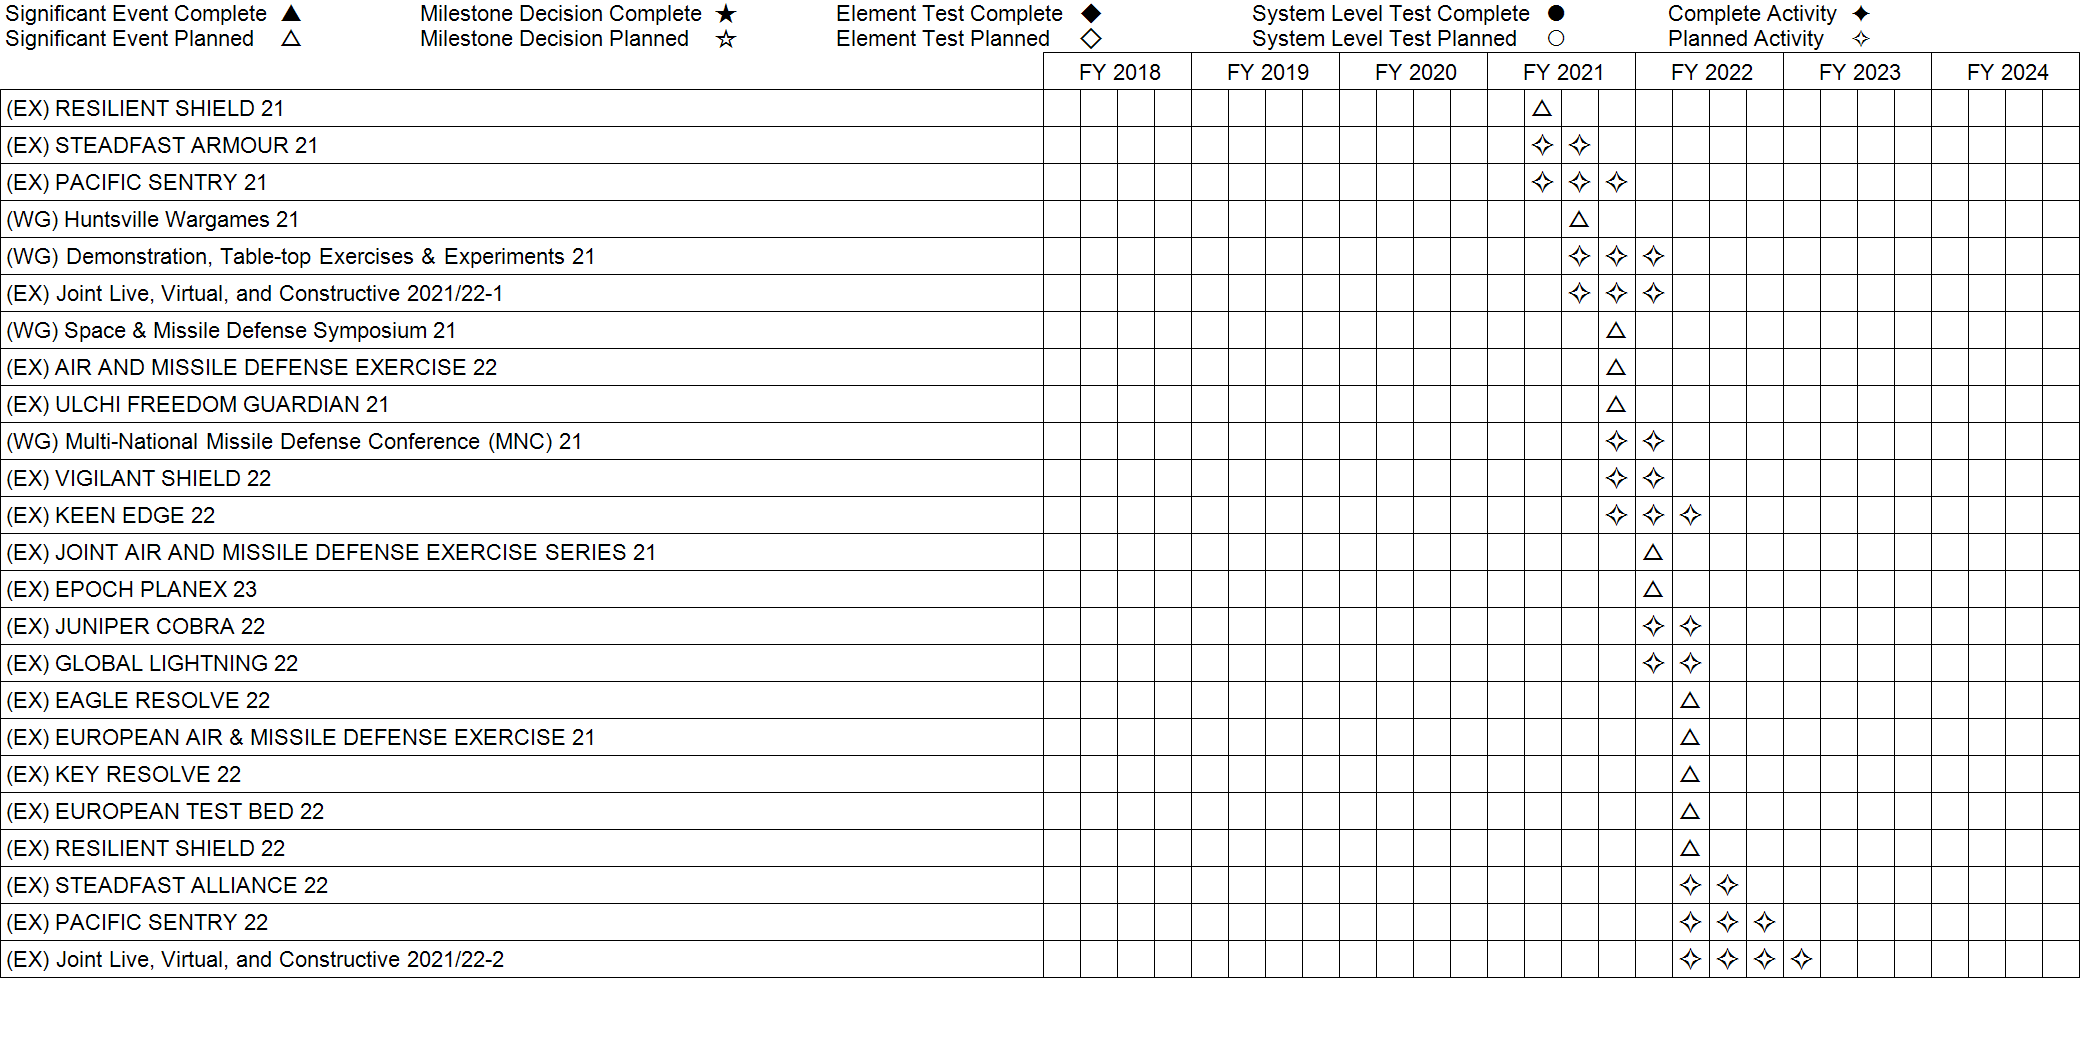 Significant Event Complete ▲ Milestone Decision Complete ★ Element Test Complete ◆ System Level Test Complete ● Complete Activity ✦
Significant Event Planned △ Milestone Decision Planned ☆ Element Test Planned ◇ System Level Test Planned ○ Planned Activity ✧
FY 2018 FY 2019 FY 2020 FY 2021 FY 2022 FY 2023 FY 2024
(EX) RESILIENT SHIELD 21 △
(EX) STEADFAST ARMOUR 21 ✧ ✧
(EX) PACIFIC SENTRY 21 ✧ ✧ ✧
(WG) Huntsville Wargames 21 △
(WG) Demonstration, Table-top Exercises & Experiments 21 ✧ ✧ ✧
(EX) Joint Live, Virtual, and Constructive 2021/22-1 ✧ ✧ ✧
(WG) Space & Missile Defense Symposium 21 △
(EX) AIR AND MISSILE DEFENSE EXERCISE 22 △
(EX) ULCHI FREEDOM GUARDIAN 21 △
(WG) Multi-National Missile Defense Conference (MNC) 21 ✧ ✧
(EX) VIGILANT SHIELD 22 ✧ ✧
(EX) KEEN EDGE 22 ✧ ✧ ✧
(EX) JOINT AIR AND MISSILE DEFENSE EXERCISE SERIES 21 △
(EX) EPOCH PLANEX 23 △
(EX) JUNIPER COBRA 22 ✧ ✧
(EX) GLOBAL LIGHTNING 22 ✧ ✧
(EX) EAGLE RESOLVE 22 △
(EX) EUROPEAN AIR & MISSILE DEFENSE EXERCISE 21 △
(EX) KEY RESOLVE 22 △
(EX) EUROPEAN TEST BED 22 △
(EX) RESILIENT SHIELD 22 △
(EX) STEADFAST ALLIANCE 22 ✧ ✧
(EX) PACIFIC SENTRY 22 ✧ ✧ ✧
(EX) Joint Live, Virtual, and Constructive 2021/22-2 ✧ ✧ ✧ ✧